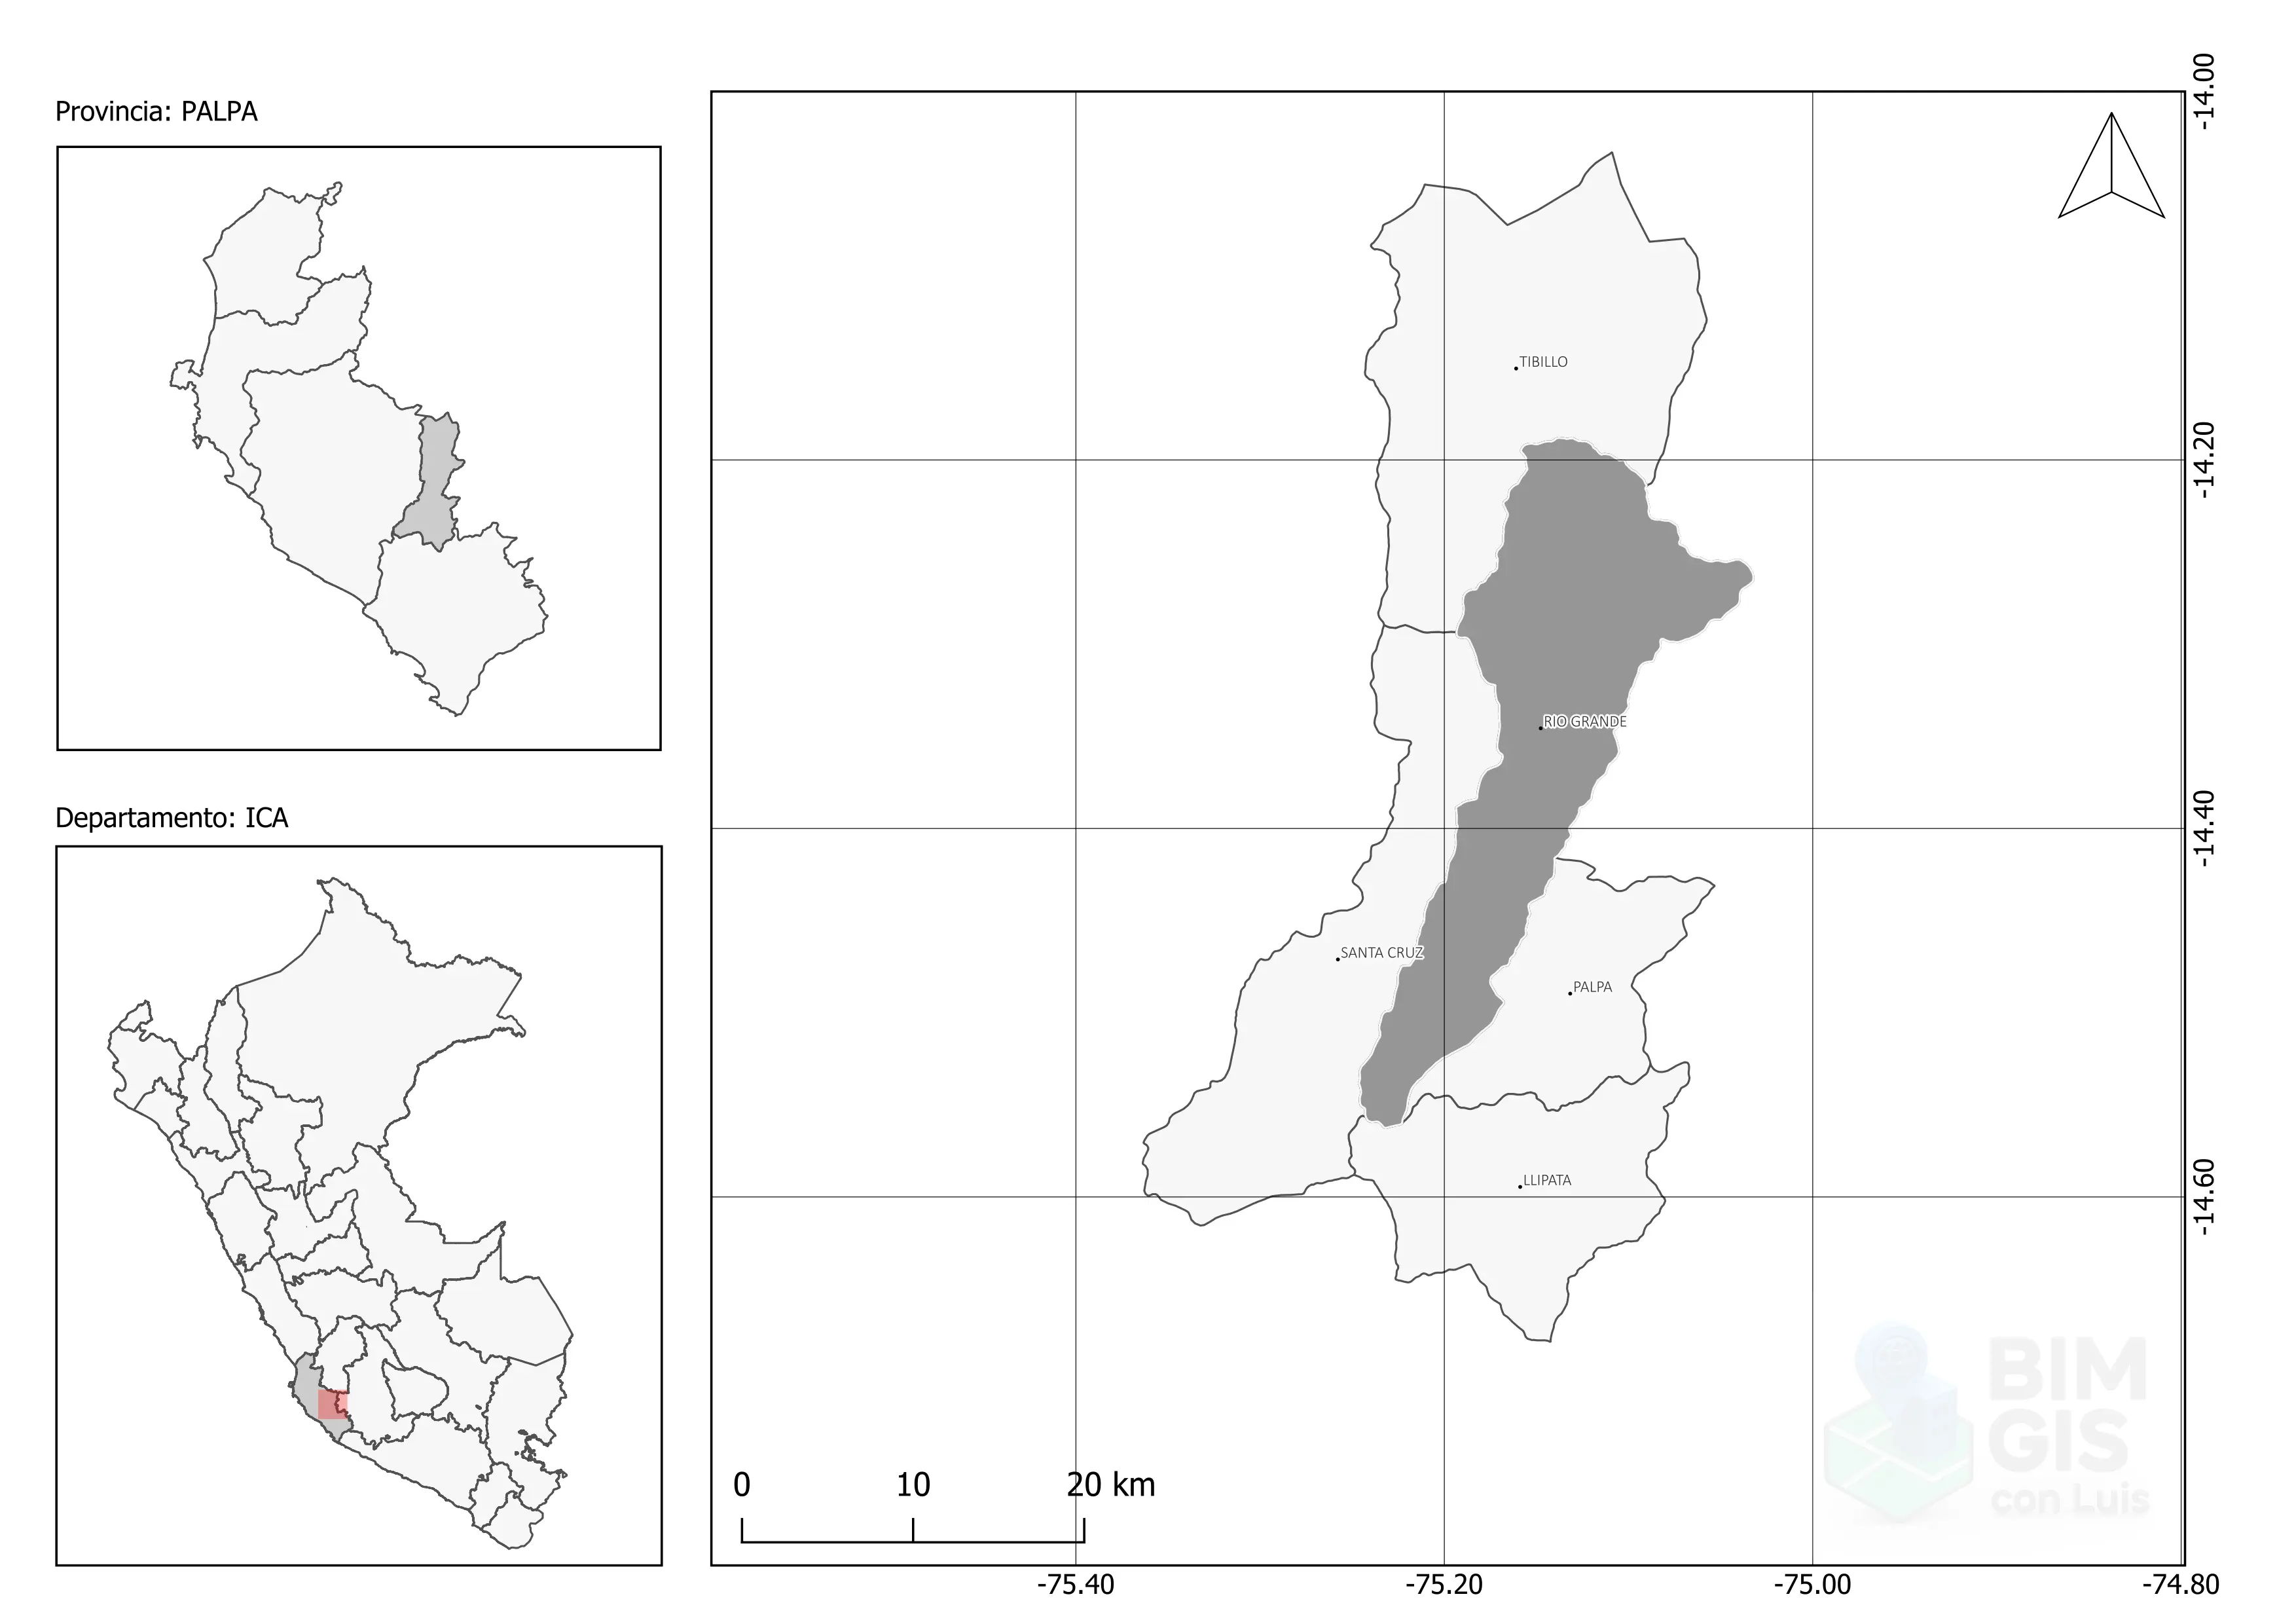 Provincia: PALPA
Departamento: ICA
TIBILLO
RIO GRANDE
SANTA CRUZ
PALPA
LLIPATA
0 10 20 km
-14.00
-14.20
-14.40
-14.60
-75.40 -75.20 -75.00 -74.80
BIM
GIS
con Luis